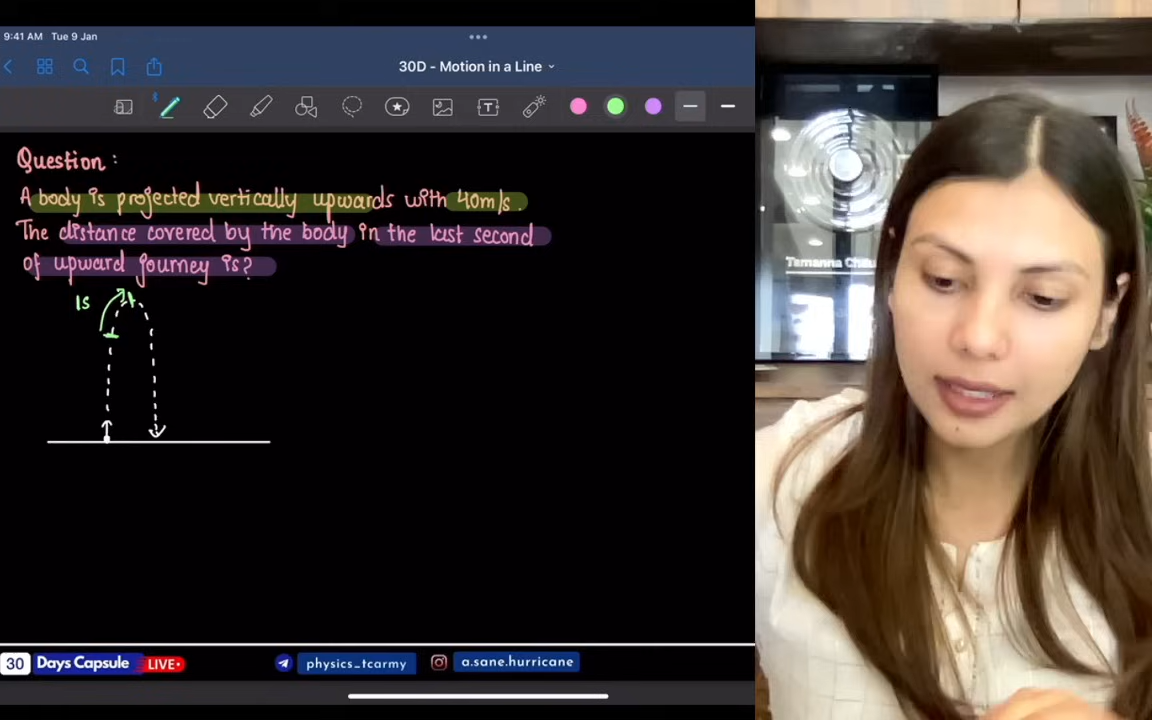 9:41 AM Tue 9 Jan
30D - Motion in a Line
T
Question:
A body is projected vertically upwards with 40m/s.
The distance covered by the body in the last second
of upward journey is?
1s
Tamanna Chau
30 Days Capsule LIVE
physics_tcarmy
a.sane.hurricane